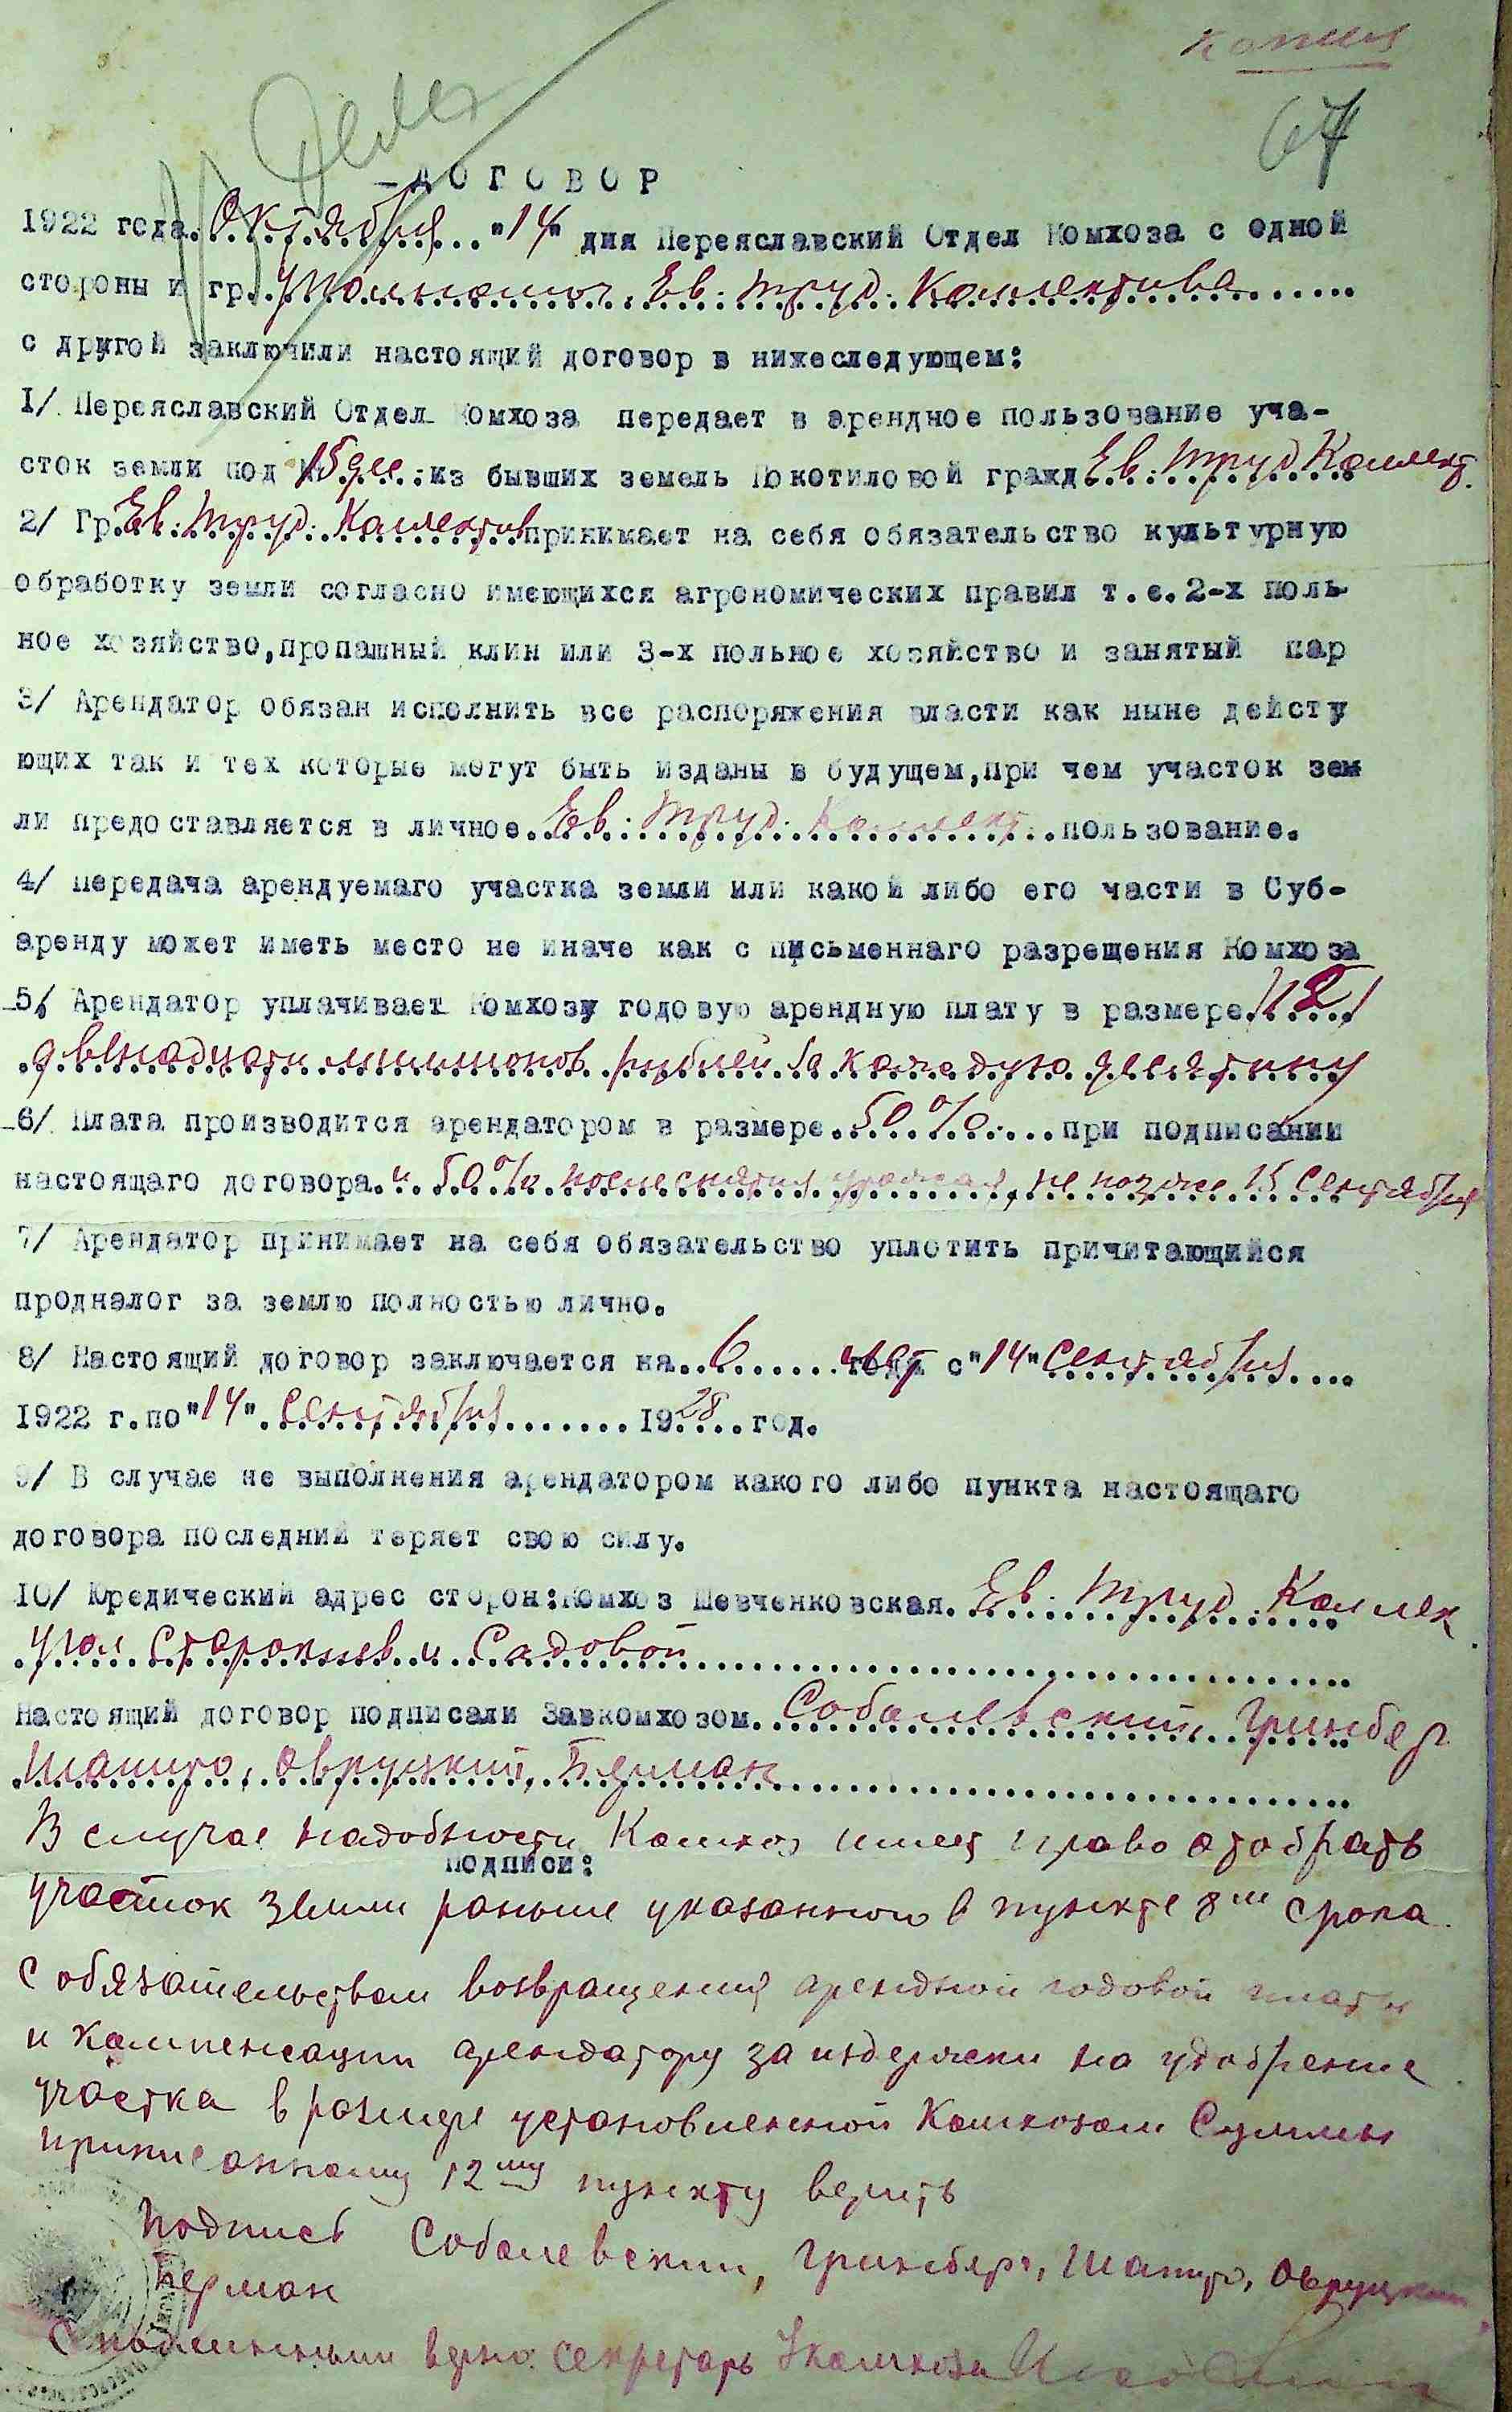 копия
67
Дело
-ДОГОВОР
1922 года. Октября "14" дня Переяславский Отдел Комхоза с одной
стороны и гр. Ев. Труд. Коллектива
с другой заключили настоящий договор в нижеследующем:
1/ Переяславский Отдел Комхоза передает в арендное пользование уча-
сток земли под 15 дес. из бывших земель Покотиловой гражд. Ев. Труд Коллект.
2/ Гр. Ев. Труд. Коллектив принимает на себя обязательство культурную
обработку земли согласно имеющихся агрономических правил т.е.2-х поль-
ное хозяйство,пропашный клин или 3-х польное хозяйство и занятый пар
3/ Арендатор обязан исполнить все распоряжения власти как ныне действу
ющих так и тех которые могут быть изданы в будущем,при чем участок зем
ли предоставляется в личное Ев. Труд. Коллект. пользование.
4/ Передача арендуемаго участка земли или какой либо его части в Суб-
аренду может иметь место не иначе как с письменнаго разрещения Комхоза
5/ Арендатор уплачивает Комхозу годовую арендную плату в размере /12/
двенадцати миллионов рублей за каждую десятину
6/ Плата производится арендатором в размере 50% при подписании
настоящаго договора и 50% после снятия урожая, не позже 15 Сентября
7/ Арендатор принимает на себя обязательство уплотить причитающийся
продналог за землю полностью лично.
8/ Настоящий договор заключается на 6 лет с "14" Сентября
1922 г. по "14" Сентября 1928 год.
9/ В случае не выполнения арендатором какого либо пункта настоящаго
договора последний теряет свою силу.
10/ Юредический адрес сторон:Комхоз Шевченковская. Ев. Труд. Коллек
угол Старокиев и Садовой
Настоящий договор подписали Завкомхозом. Соболевский, Гринберг
Шапиро, Овруцкий, Берман
В случае надобности Комхоз имеет право отобрать
подписи:
участок земли раньше указанного в пункте 8м срока
с обязательством возвращения арендной годовой платы
и компенсации арендатору за издержки на удобрение
участка в размере установленной Комхозом Суммы
приписанному 12му пункту верить
Подпись Соболевский, Гринберг, Шапиро, Овруцкий
Берман
С подлинным верно: Секретарь Укомхоза